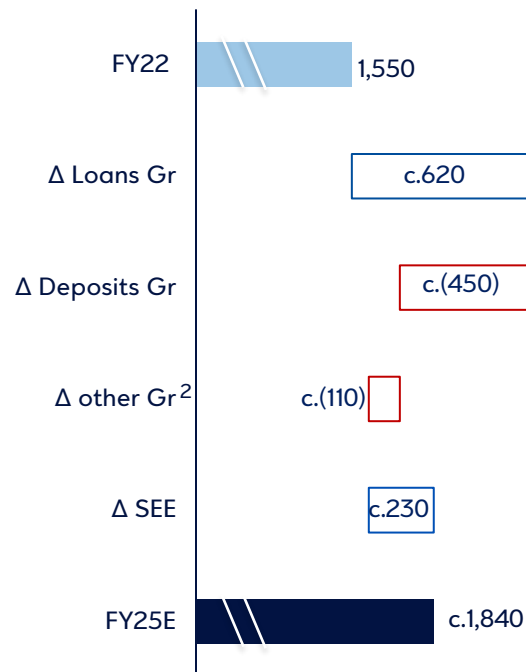 FY22 1,550
Δ Loans Gr c.620
Δ Deposits Gr c.(450)
Δ other Gr² c.(110)
Δ SEE c.230
FY25E c.1,840